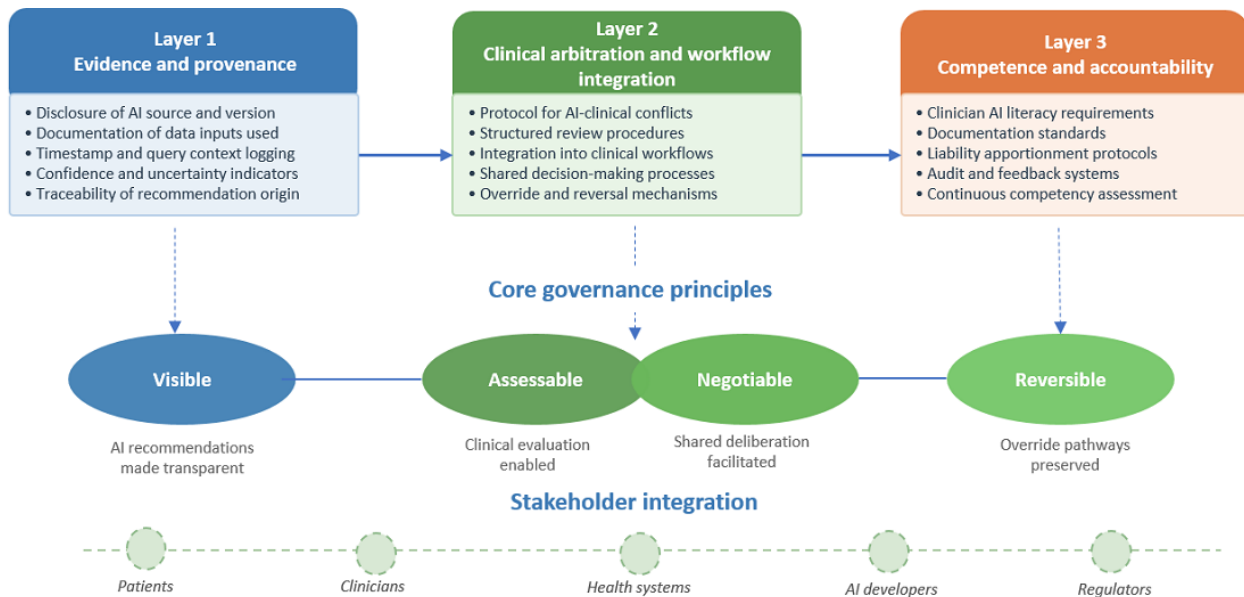 Layer 1
Evidence and provenance
• Disclosure of AI source and version
• Documentation of data inputs used
• Timestamp and query context logging
• Confidence and uncertainty indicators
• Traceability of recommendation origin
Layer 2
Clinical arbitration and workflow
integration
• Protocol for AI-clinical conflicts
• Structured review procedures
• Integration into clinical workflows
• Shared decision-making processes
• Override and reversal mechanisms
Layer 3
Competence and accountability
• Clinician AI literacy requirements
• Documentation standards
• Liability apportionment protocols
• Audit and feedback systems
• Continuous competency assessment
Core governance principles
Visible
AI recommendations
made transparent
Assessable
Clinical evaluation
enabled
Negotiable
Shared deliberation
facilitated
Reversible
Override pathways
preserved
Stakeholder integration
Patients
Clinicians
Health systems
AI developers
Regulators